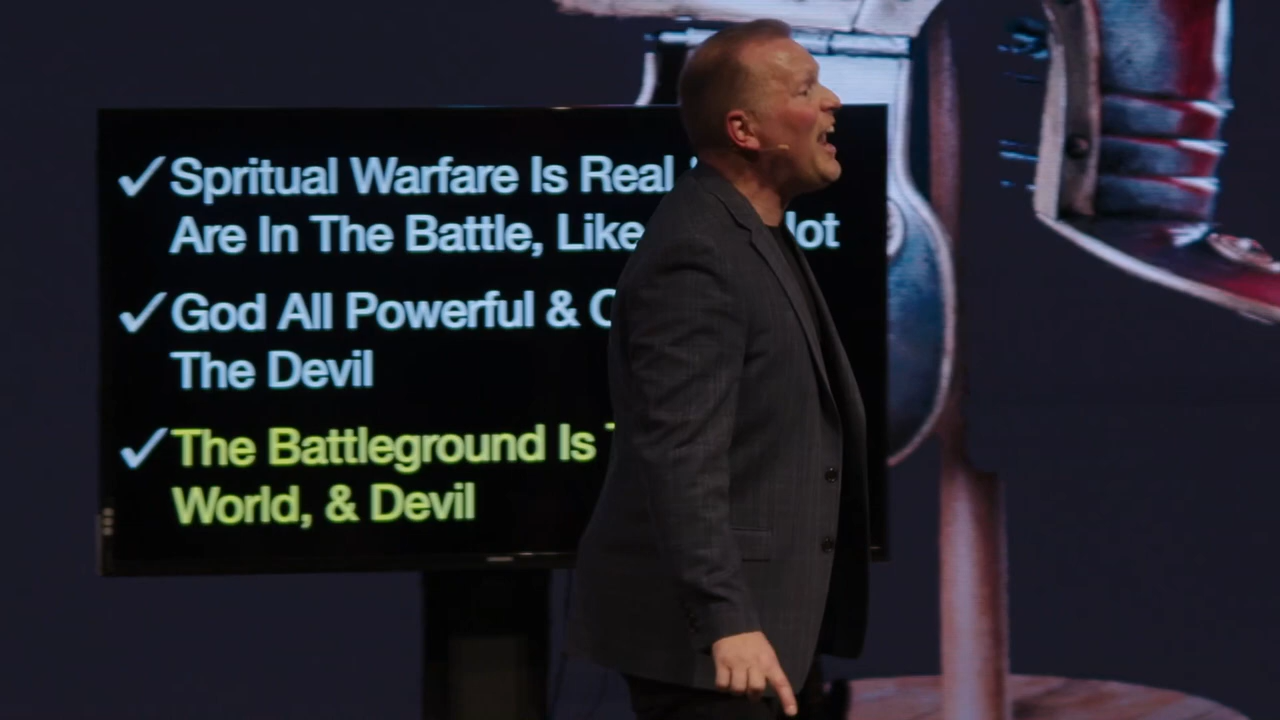 ✓ Spritual Warfare Is Real
Are In The Battle, Like
God All Powerful &
The Devil
The Battleground Is
World, & Devil